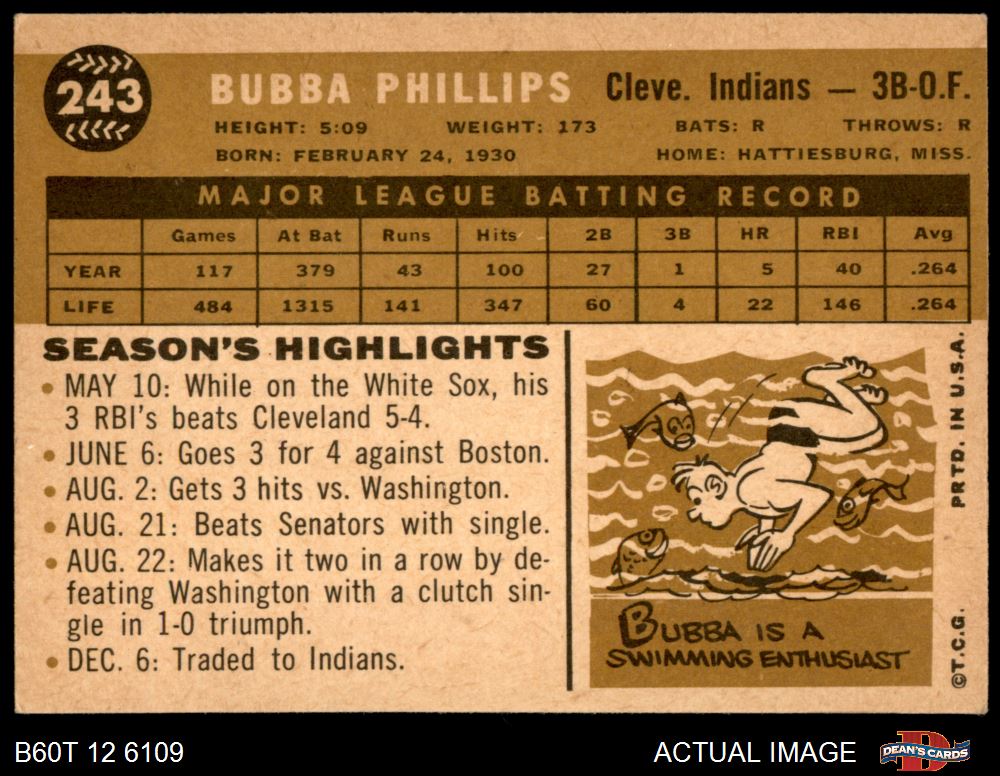 243
BUBBA PHILLIPS Cleve. Indians — 3B-O.F.
HEIGHT: 5:09 WEIGHT: 173 BATS: R THROWS: R
BORN: FEBRUARY 24, 1930 HOME: HATTIESBURG, MISS.
MAJOR LEAGUE BATTING RECORD
Games At Bat Runs Hits 2B 3B HR RBI Avg
YEAR 117 379 43 100 27 1 5 40 .264
LIFE 484 1315 141 347 60 4 22 146 .264
SEASON'S HIGHLIGHTS
• MAY 10: While on the White Sox, his
3 RBI's beats Cleveland 5-4.
• JUNE 6: Goes 3 for 4 against Boston.
• AUG. 2: Gets 3 hits vs. Washington.
• AUG. 21: Beats Senators with single.
• AUG. 22: Makes it two in a row by de-
feating Washington with a clutch sin-
gle in 1-0 triumph.
• DEC. 6: Traded to Indians.
BUBBA IS A
SWIMMING ENTHUSIAST
©T.C.G. PRTD. IN U.S.A.
B60T 12 6109 ACTUAL IMAGE
D
DEAN'S CARDS